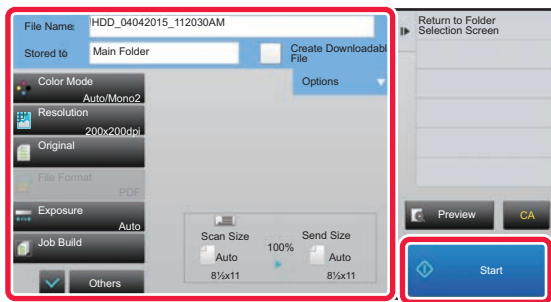 File Name:
HDD_04042015_112030AM
Stored to
Main Folder
Create Downloadabl
File
Options
Color Mode
Auto/Mono2
Resolution
200x200dpi
Original
File Format
PDF
Exposure
Auto
Job Build
Others
Scan Size
Auto
8½x11
100%
Send Size
Auto
8½x11
Return to Folder
Selection Screen
Preview
CA
Start